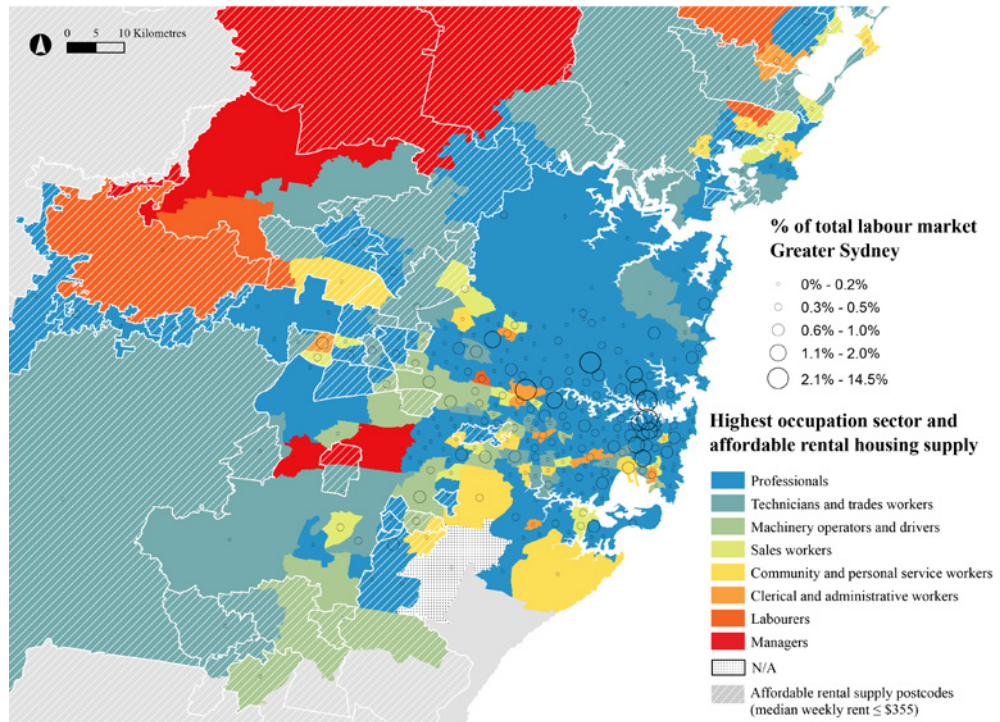 0 5 10 Kilometres
% of total labour market
Greater Sydney
0% - 0.2%
0.3% - 0.5%
0.6% - 1.0%
1.1% - 2.0%
2.1% - 14.5%
Highest occupation sector and
affordable rental housing supply
Professionals
Technicians and trades workers
Machinery operators and drivers
Sales workers
Community and personal service workers
Clerical and administrative workers
Labourers
Managers
N/A
Affordable rental supply postcodes
(median weekly rent ≤ $355)